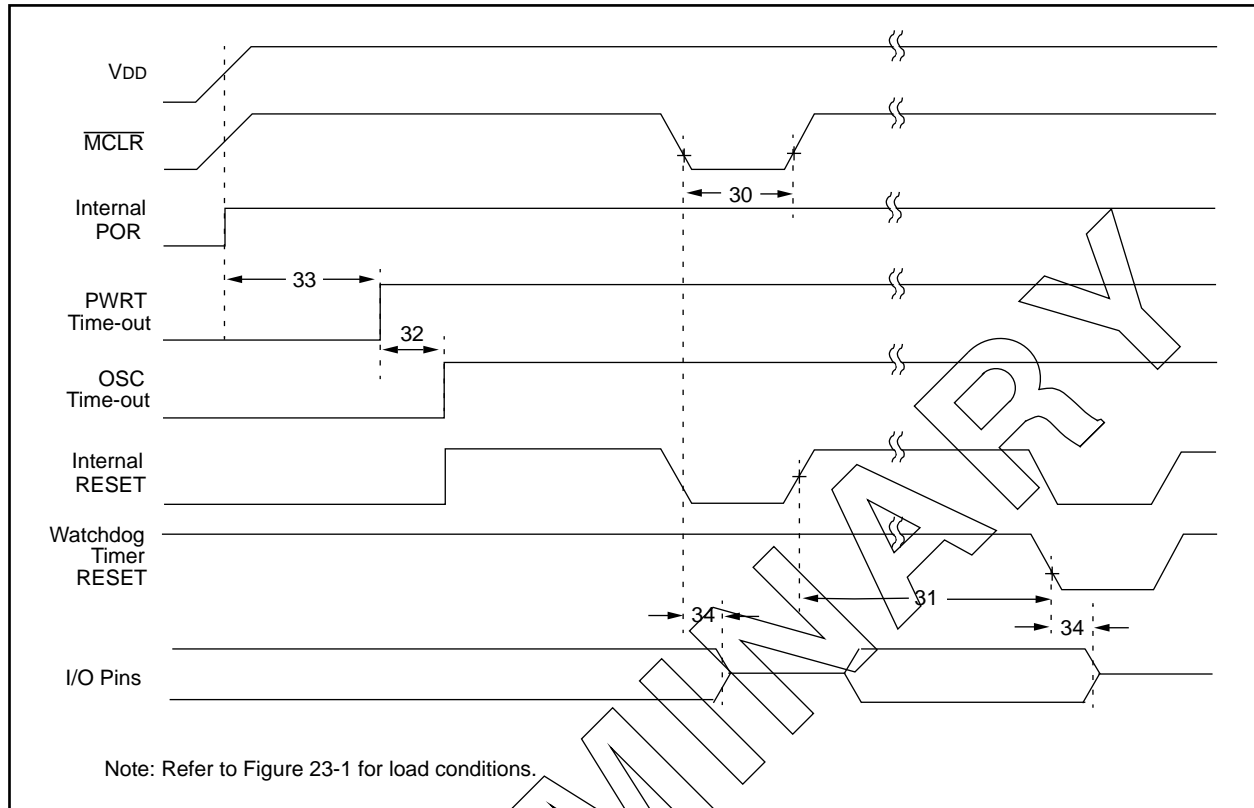 VDD
MCLR
30
Internal
POR
33
PWRT
Time-out
32
OSC
Time-out
Internal
RESET
Watchdog
Timer
RESET
31
34
34
I/O Pins
Note: Refer to Figure 23-1 for load conditions.
MINARY